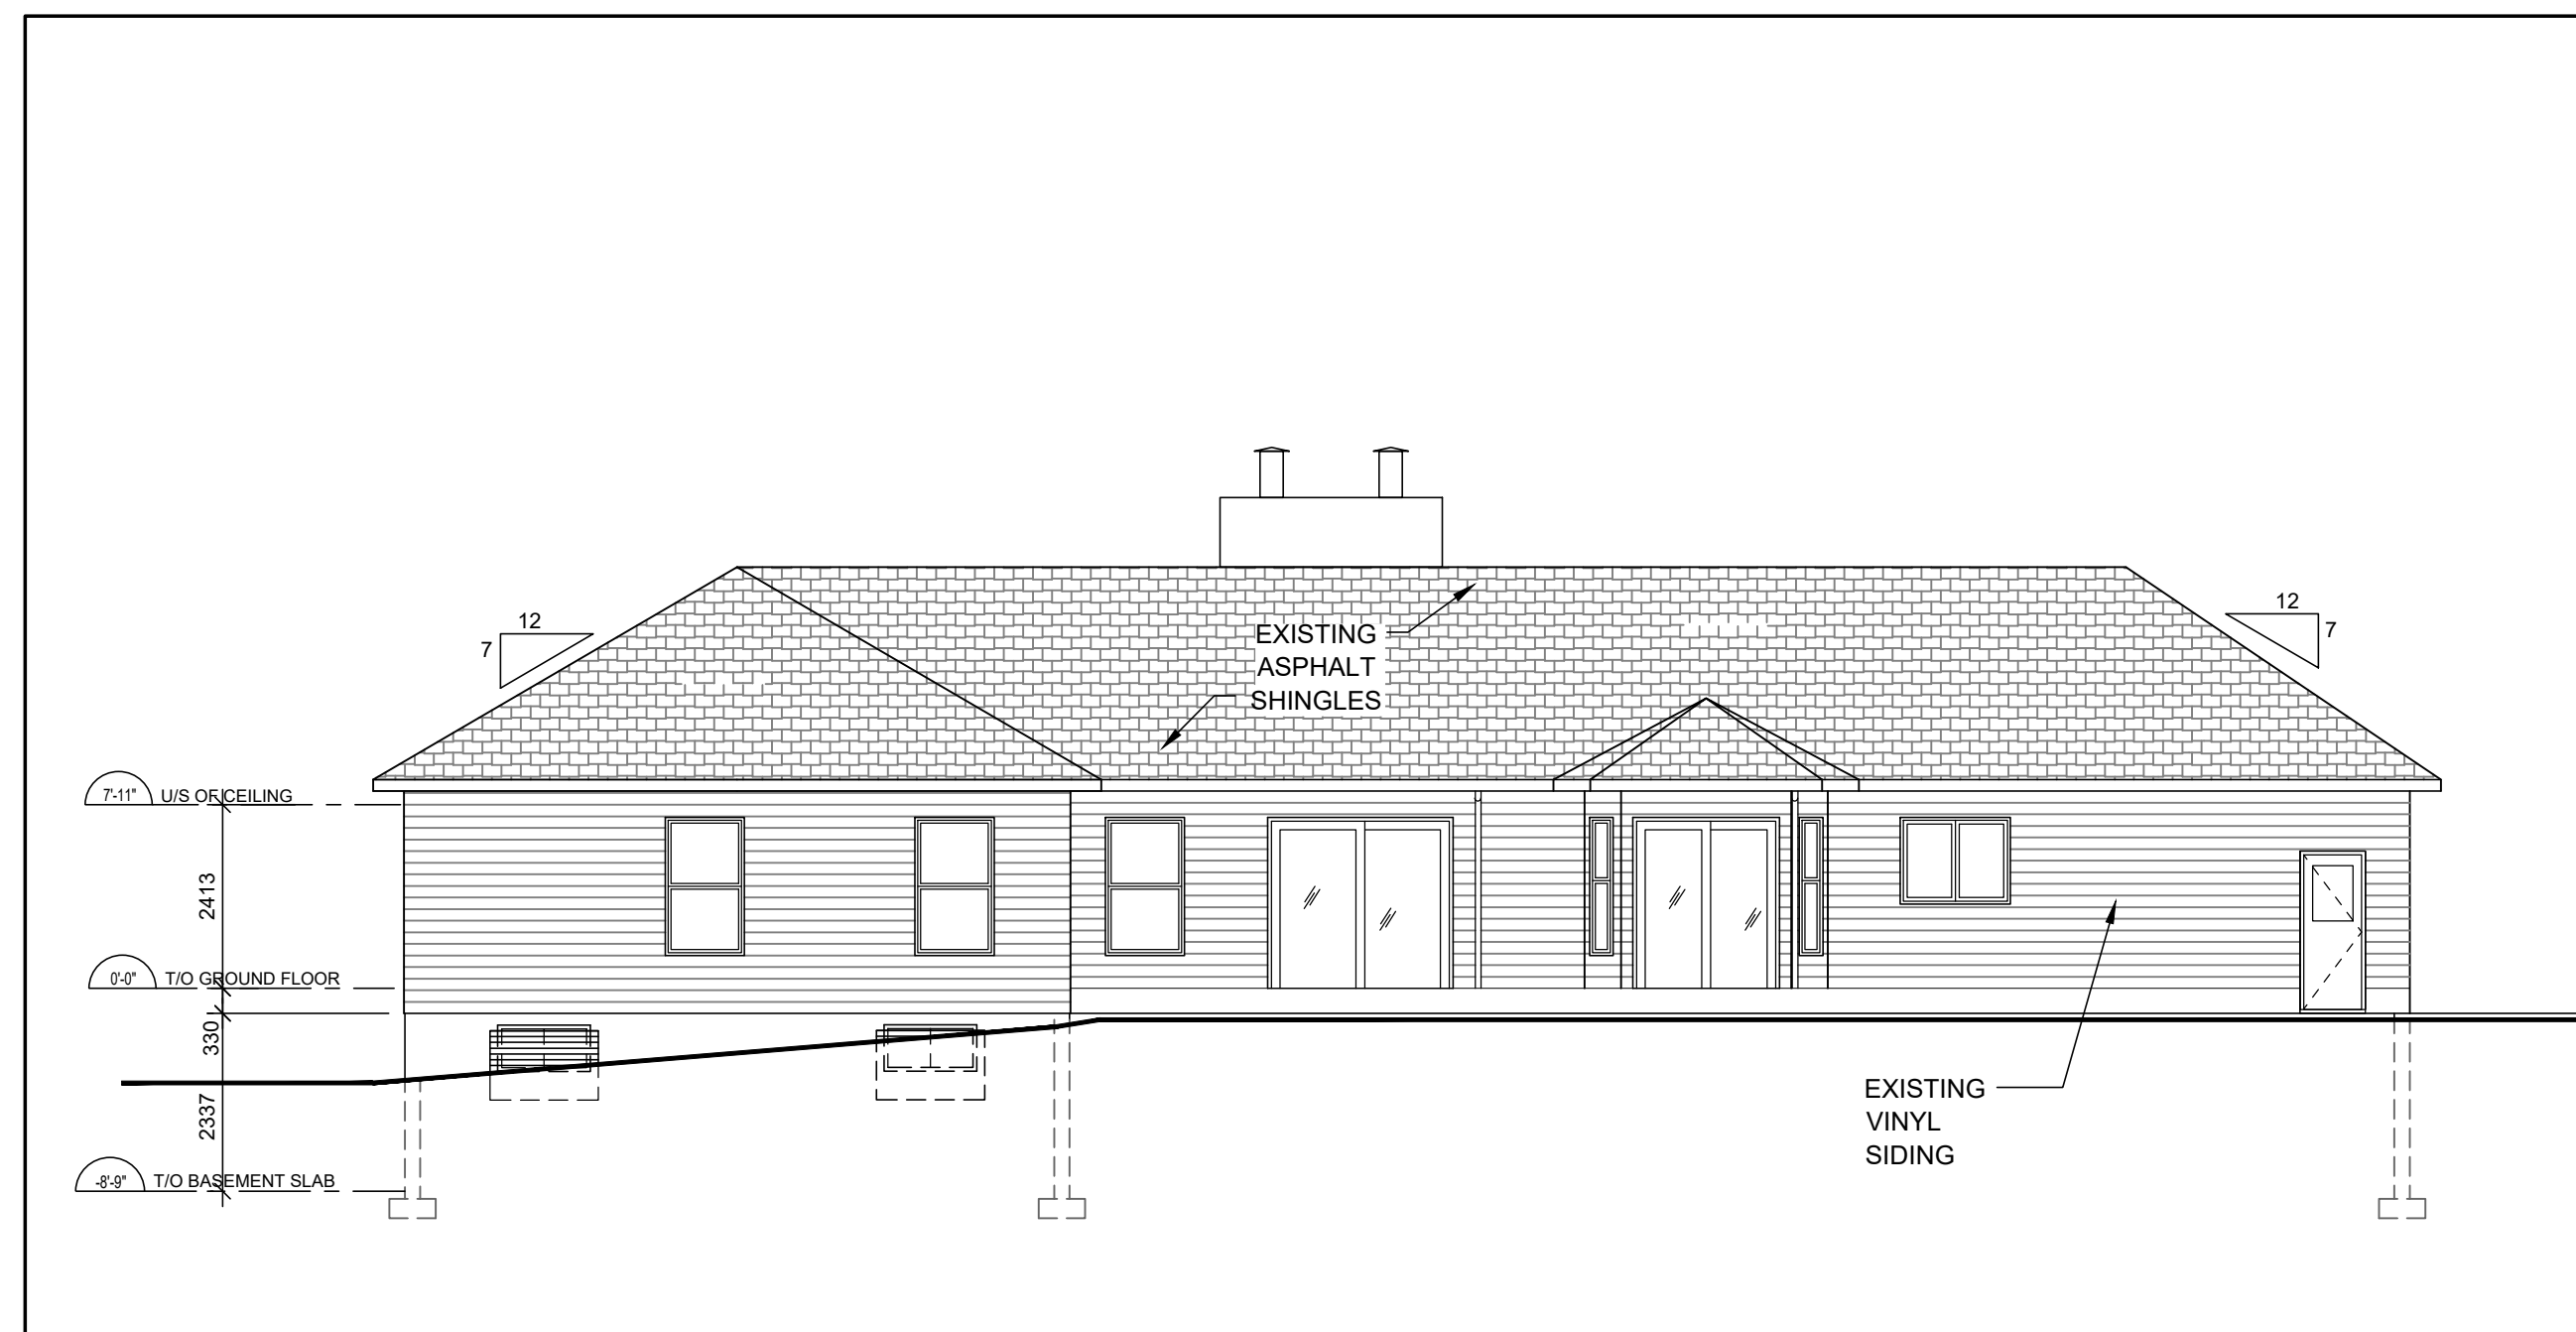 12
7
12
7
EXISTING
ASPHALT
SHINGLES
7'-11" U/S OF CEILING
2413
0'-0" T/O GROUND FLOOR
330
2337
-8'-9" T/O BASEMENT SLAB
EXISTING
VINYL
SIDING